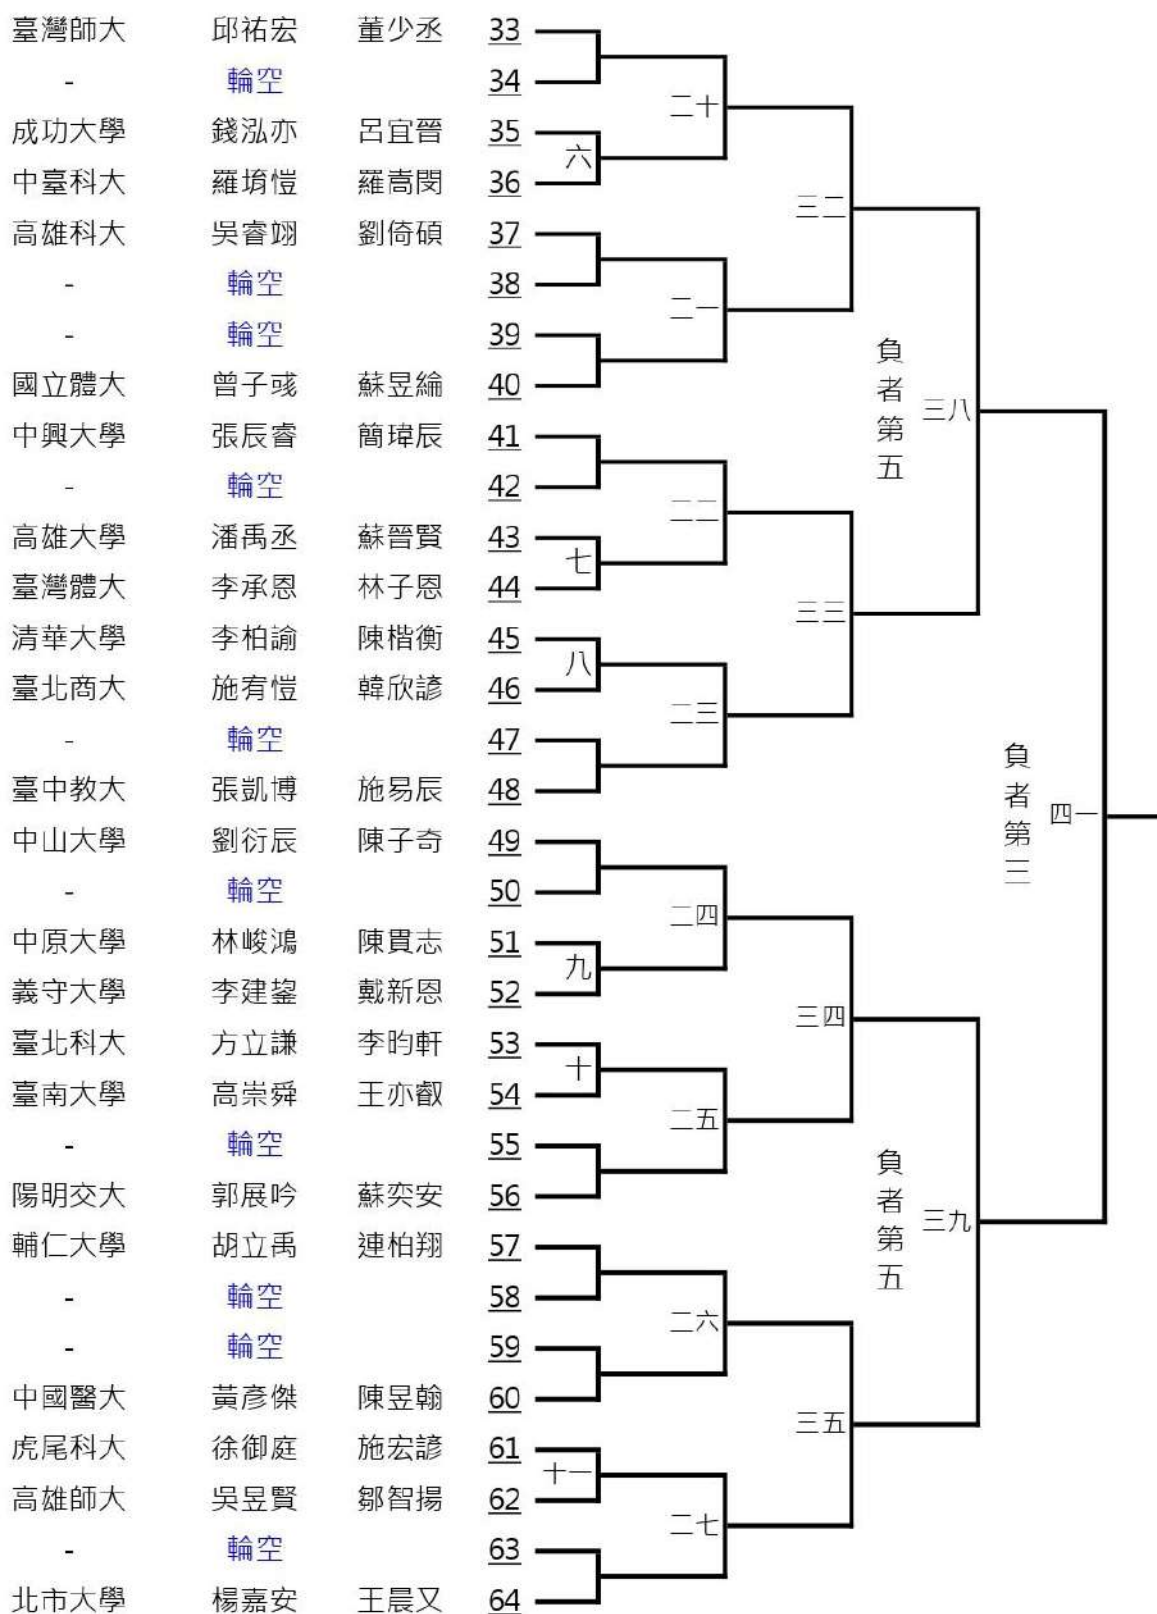 臺灣師大 邱祐宏 董少丞 33
- 輪空 34
二十
成功大學 錢泓亦 呂宜晉 35
六
中臺科大 羅堉愷 羅嵩閔 36
三二
高雄科大 吳睿翊 劉倚碩 37
- 輪空 38
二一
- 輪空 39
國立體大 曾子彧 蘇昱綸 40
負者第五
三八
中興大學 張辰睿 簡瑋辰 41
- 輪空 42
二二
高雄大學 潘禹丞 蘇晉賢 43
七
臺灣體大 李承恩 林子恩 44
三三
清華大學 李柏諭 陳楷衡 45
八
臺北商大 施宥愷 韓欣諺 46
二三
- 輪空 47
臺中教大 張凱博 施易辰 48
負者第三
四一
中山大學 劉衍辰 陳子奇 49
- 輪空 50
二四
中原大學 林峻鴻 陳貫志 51
九
義守大學 李建鋆 戴新恩 52
三四
臺北科大 方立謙 李昀軒 53
十
臺南大學 高崇舜 王亦叡 54
二五
- 輪空 55
陽明交大 郭展吟 蘇奕安 56
負者第五
三九
輔仁大學 胡立禹 連柏翔 57
- 輪空 58
二六
- 輪空 59
中國醫大 黃彥傑 陳昱翰 60
三五
虎尾科大 徐御庭 施宏諺 61
十一
高雄師大 吳昱賢 鄒智揚 62
二七
- 輪空 63
北市大學 楊嘉安 王晨又 64